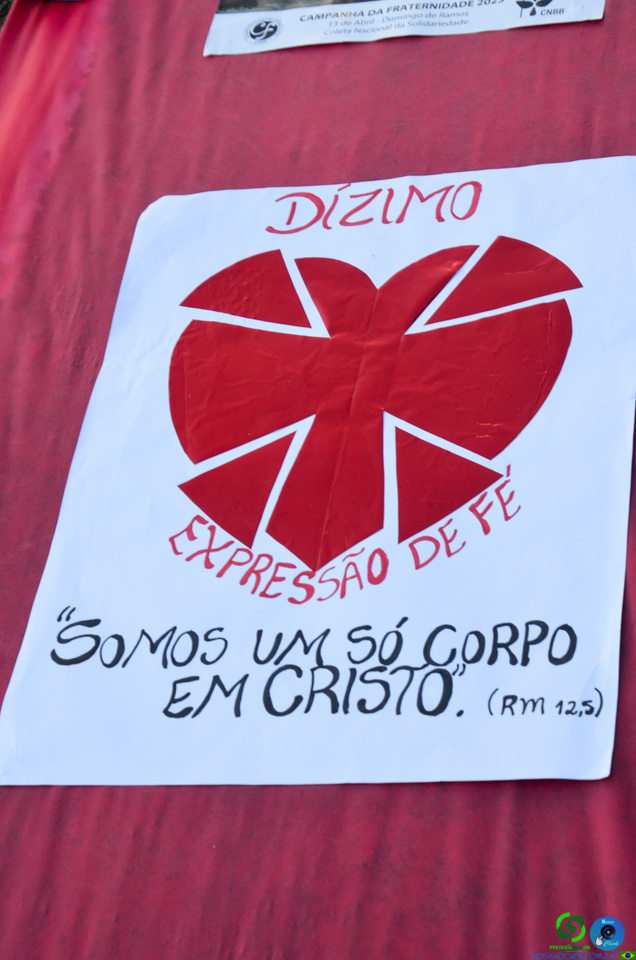 CAMPANHA DA FRATERNIDADE 2025
13 de Abril - Domingo de Ramos
Coleta Nacional da Solidariedade
CNBB
DÍZIMO
EXPRESSÃO DE FÉ
"SOMOS UM SÓ CORPO
EM CRISTO". (RM 12,5)